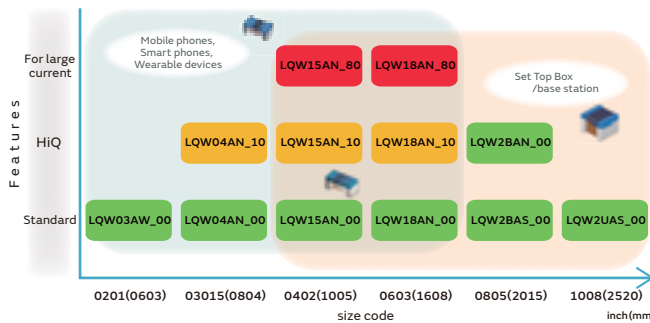 Mobile phones,
Smart phones,
Wearable devices
For large
current
LQW15AN_80
LQW18AN_80
Set Top Box
/base station
Features
HiQ
LQW04AN_10
LQW15AN_10
LQW18AN_10
LQW2BAN_00
Standard
LQW03AW_00
LQW04AN_00
LQW15AN_00
LQW18AN_00
LQW2BAS_00
LQW2UAS_00
0201(0603)
03015(0804)
0402(1005)
0603(1608)
0805(2015)
1008(2520)
size code
inch(mm